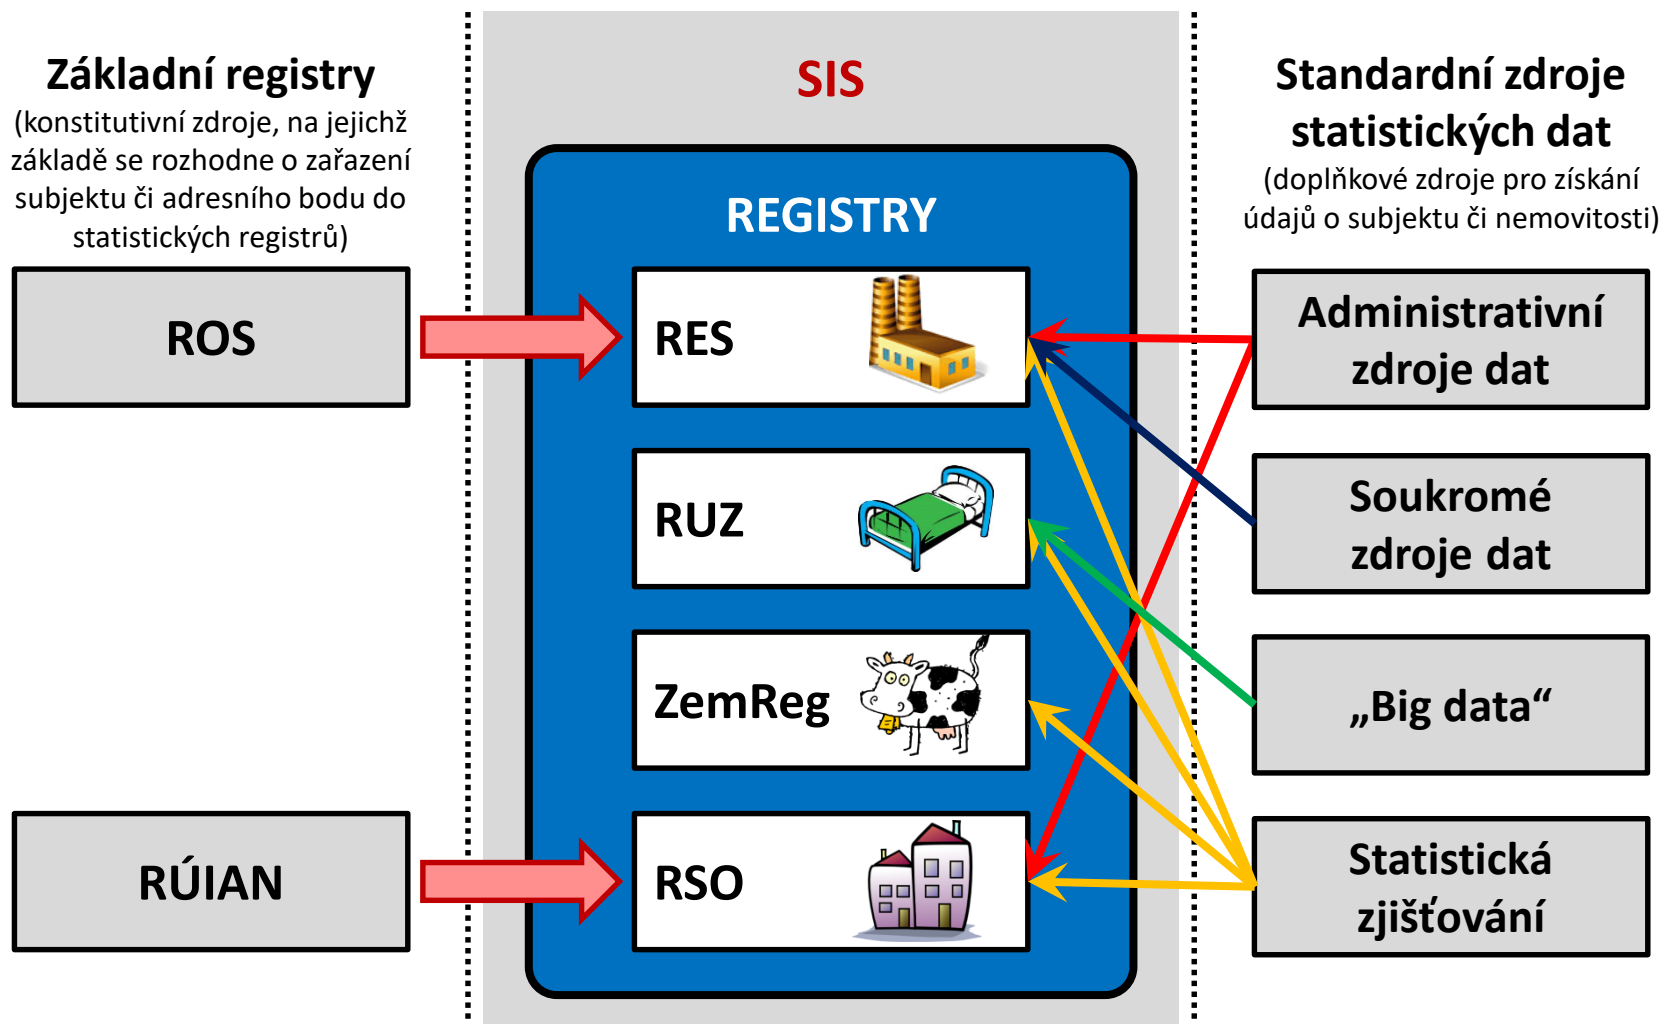 Základní registry
(konstitutivní zdroje, na jejichž
základě se rozhodne o zařazení
subjektu či adresního bodu do
statistických registrů)
ROS
RÚIAN
SIS
REGISTRY
RES
RUZ
ZemReg
RSO
Standardní zdroje
statistických dat
(doplňkové zdroje pro získání
údajů o subjektu či nemovitosti)
Administrativní
zdroje dat
Soukromé
zdroje dat
„Big data“
Statistická
zjišťování